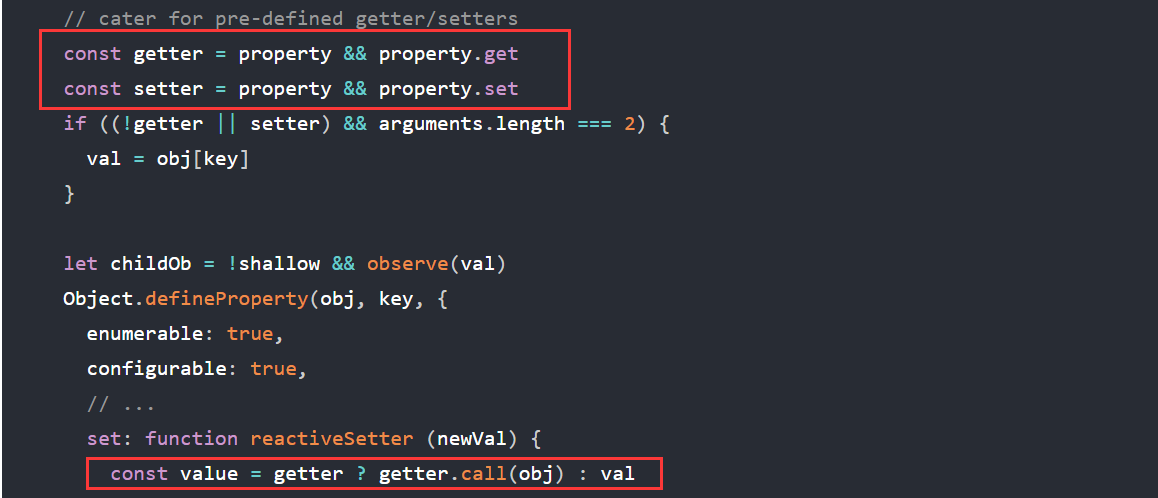 // cater for pre-defined getter/setters
const getter = property && property.get
const setter = property && property.set
if ((!getter || setter) && arguments.length === 2) {
val = obj[key]
}
let childOb = !shallow && observe(val)
Object.defineProperty(obj, key, {
enumerable: true,
configurable: true,
// ...
set: function reactiveSetter (newVal) {
const value = getter ? getter.call(obj) : val